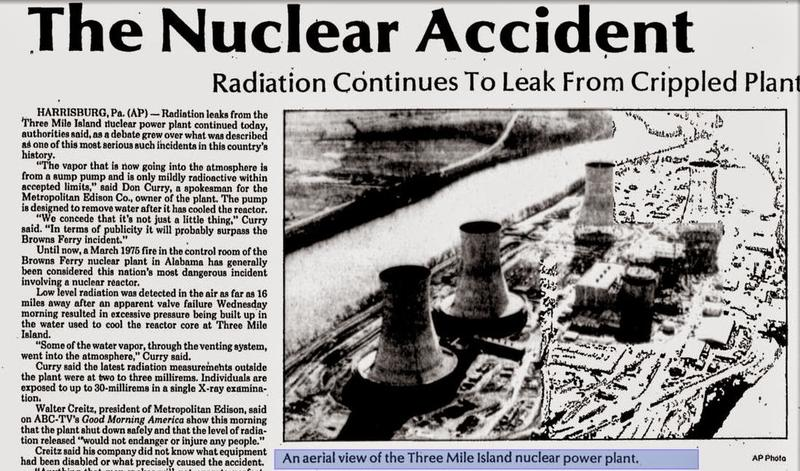 The Nuclear Accident
Radiation Continues To Leak From Crippled Plant
HARRISBURG, Pa. (AP) — Radiation leaks from the
Three Mile Island nuclear power plant continued today,
authorities said, as a debate grew over what was described
as one of this most serious such incidents in this country's
history.
"The vapor that is now going into the atmosphere is
from a sump pump and is only mildly radioactive within
accepted limits," said Don Curry, a spokesman for the
Metropolitan Edison Co., owner of the plant. The pump
is designed to remove water after it has cooled the reactor.
"We concede that it's not just a little thing," Curry
said. "In terms of publicity it will probably surpass the
Browns Ferry incident."
Until now, a March 1975 fire in the control room of the
Browns Ferry nuclear plant in Alabama has generally
been considered this nation's most dangerous incident
involving a nuclear reactor.
Low level radiation was detected in the air as far as 16
miles away after an apparent valve failure Wednesday
morning resulted in excessive pressure being built up in
the water used to cool the reactor core at Three Mile
Island.
"Some of the water vapor, through the venting system,
went into the atmosphere," Curry said.
Curry said the latest radiation measurements outside
the plant were at two to three millirems. Individuals are
exposed to up to 30-millirems in a single X-ray examina-
tion.
Walter Creitz, president of Metropolitan Edison, said
on ABC-TV's Good Morning America show this morning
that the plant shut down safely and that the level of radia-
tion released "would not endanger or injure any people."
Creitz said his company did not know what equipment
had been disabled or what precisely caused the accident.
An aerial view of the Three Mile Island nuclear power plant.
AP Photo